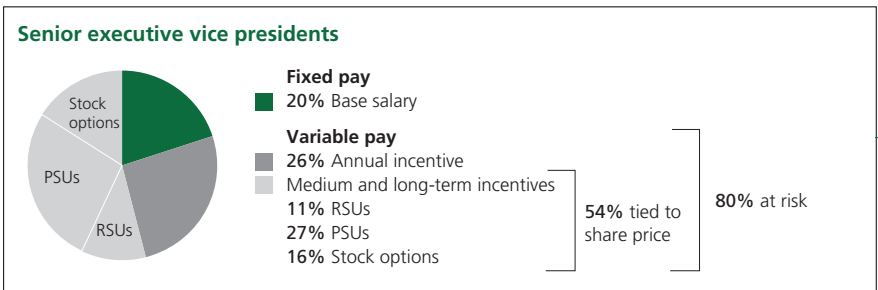 Senior executive vice presidents
Stock
options
PSUs
RSUs
Fixed pay
20% Base salary
Variable pay
26% Annual incentive
Medium and long-term incentives
11% RSUs
27% PSUs
16% Stock options
54% tied to
share price
80% at risk